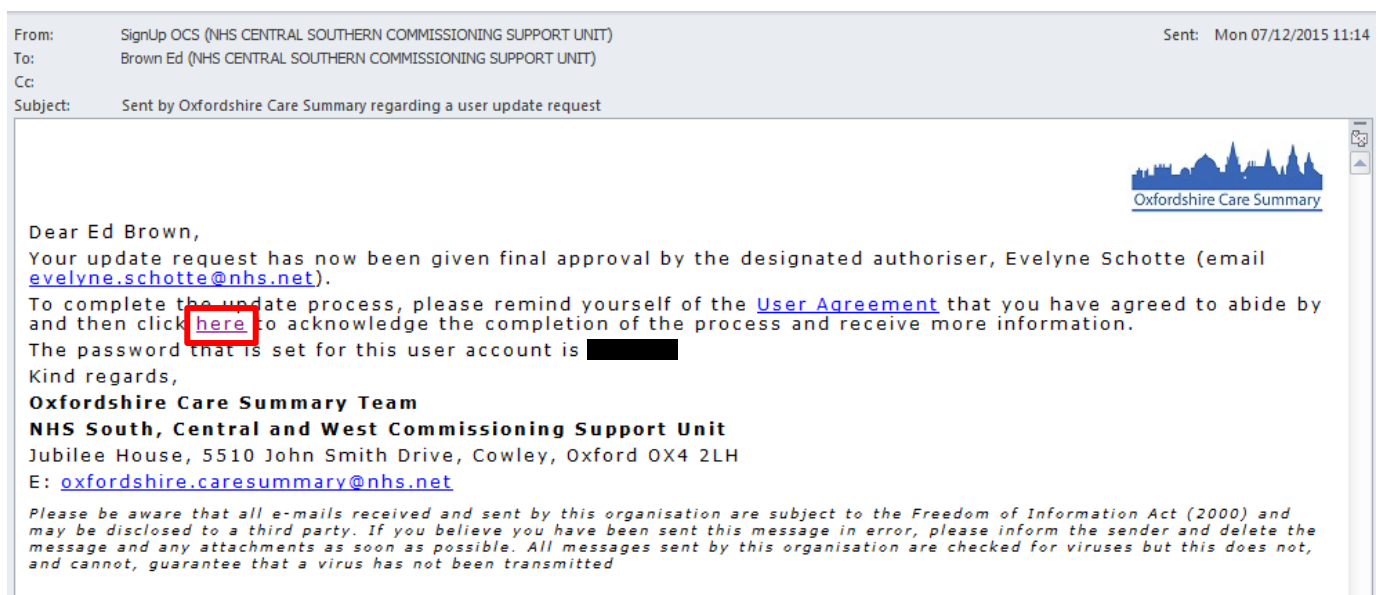 From: SignUp OCS (NHS CENTRAL SOUTHERN COMMISSIONING SUPPORT UNIT) Sent: Mon 07/12/2015 11:14
To: Brown Ed (NHS CENTRAL SOUTHERN COMMISSIONING SUPPORT UNIT)
Cc:
Subject: Sent by Oxfordshire Care Summary regarding a user update request
Oxfordshire Care Summary
Dear Ed Brown,
Your update request has now been given final approval by the designated authoriser, Evelyn Schotte (email
evelyne.schotte@nhs.net).
To complete the update process, please remind yourself of the User Agreement that you have agreed to abide by
and then click here to acknowledge the completion of the process and receive more information.
The password that is set for this user account is
Kind regards,
Oxfordshire Care Summary Team
NHS South, Central and West Commissioning Support Unit
Jubilee House, 5510 John Smith Drive, Cowley, Oxford OX4 2LH
E: oxfordshire.caresummary@nhs.net
Please be aware that all e-mails received and sent by this organisation are subject to the Freedom of Information Act (2000) and
may be disclosed to a third party. If you believe you have been sent this message in error, please inform the sender and delete the
message and any attachments as soon as possible. All messages sent by this organisation are checked for viruses but this does not,
and cannot, guarantee that a virus has not been transmitted